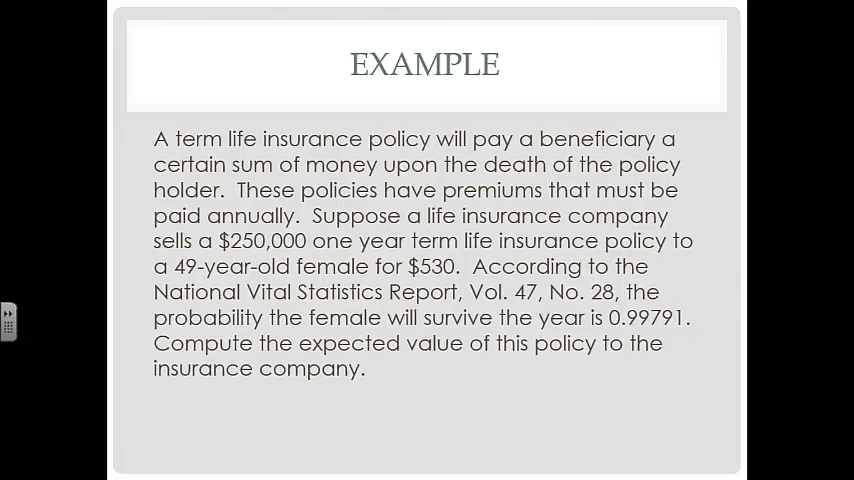 EXAMPLE
A term life insurance policy will pay a beneficiary a
certain sum of money upon the death of the policy
holder. These policies have premiums that must be
paid annually. Suppose a life insurance company
sells a $250,000 one year term life insurance policy to
a 49-year-old female for $530. According to the
National Vital Statistics Report, Vol. 47, No. 28, the
probability the female will survive the year is 0.99791.
Compute the expected value of this policy to the
insurance company.